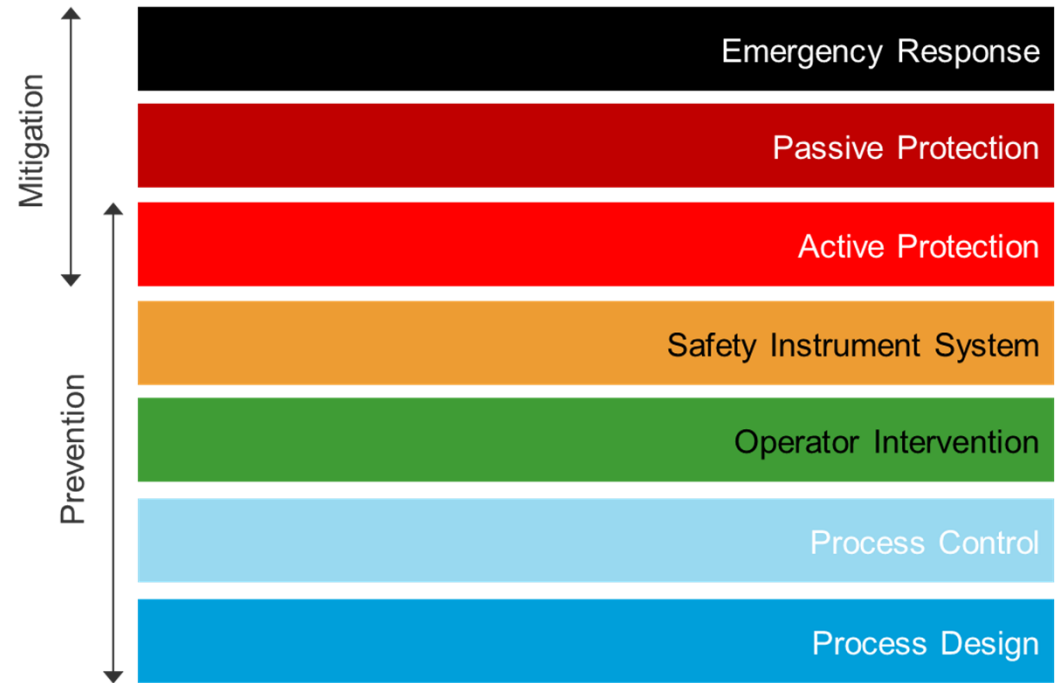 Mitigation
Prevention
Emergency Response
Passive Protection
Active Protection
Safety Instrument System
Operator Intervention
Process Control
Process Design